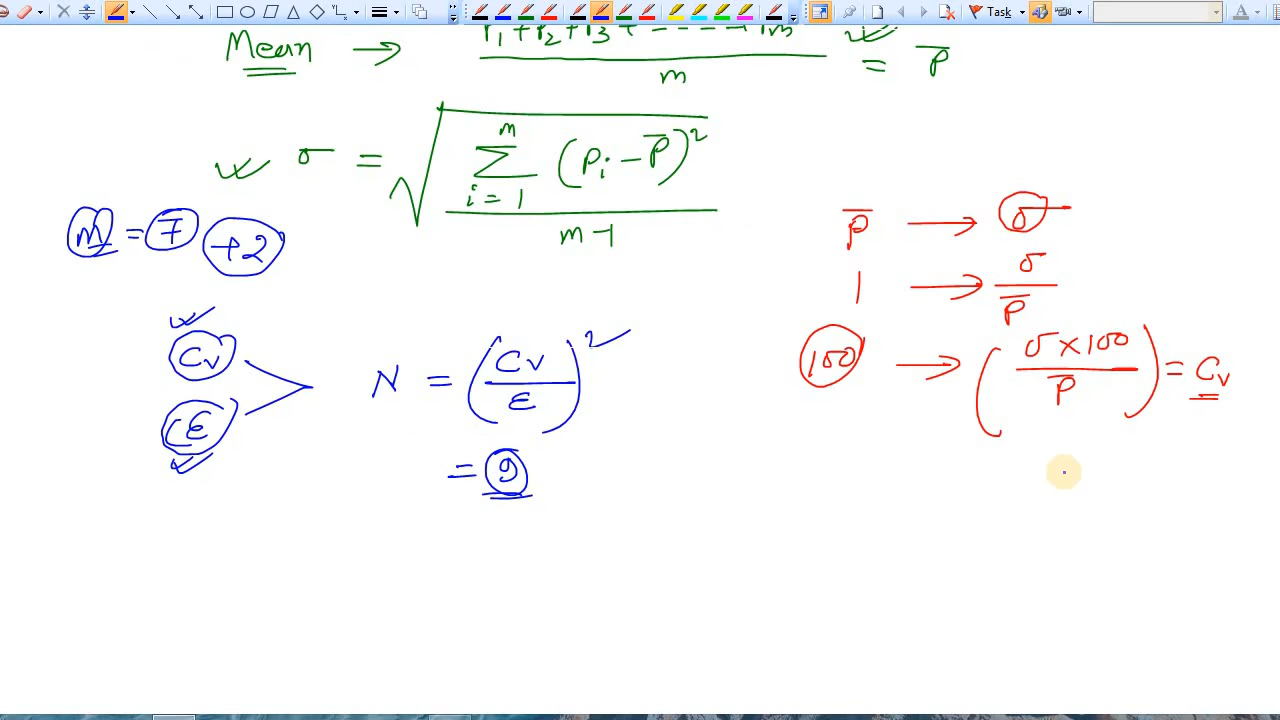 Task
Mean → P1 + P2 + P3 + ----- + Pm / m = P̄
σ = √( Σ i=1 m (Pi - P̄)² / m-1 )
m = 7 +2
P̄ → σ
1 → σ / P̄
100 → ( σ × 100 / P̄ ) = Cv
Cv
E
N = ( Cv / E )²
= 9